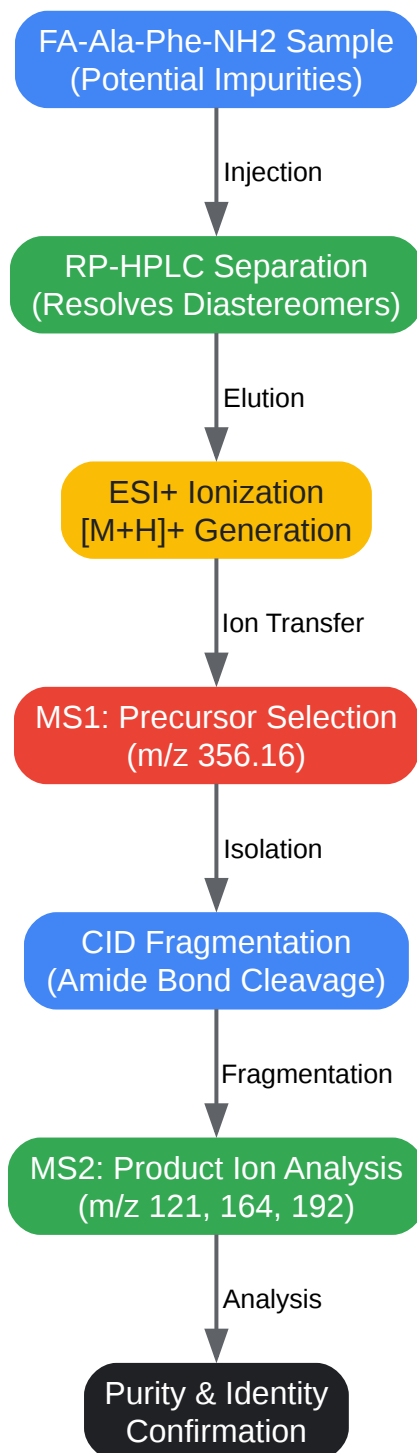 FA-Ala-Phe-NH2 Sample
(Potential Impurities)
Injection
RP-HPLC Separation
(Resolves Diastereomers)
Elution
ESI+ Ionization
[M+H]+ Generation
Ion Transfer
MS1: Precursor Selection
(m/z 356.16)
Isolation
CID Fragmentation
(Amide Bond Cleavage)
Fragmentation
MS2: Product Ion Analysis
(m/z 121, 164, 192)
Analysis
Purity & Identity
Confirmation